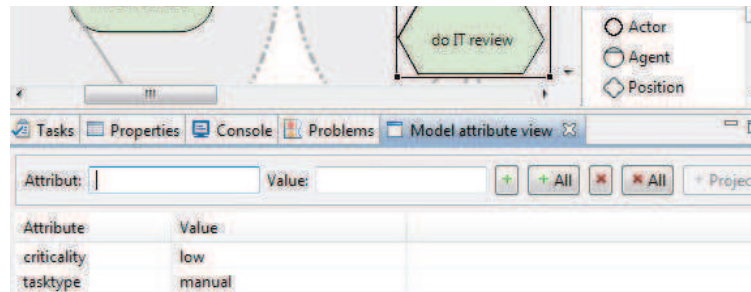 do IT review
Actor
Agent
Position
Tasks Properties Console Problems Model attribute view
Attribut: Value: + + All All + Projec
Attribute Value
criticality low
tasktype manual